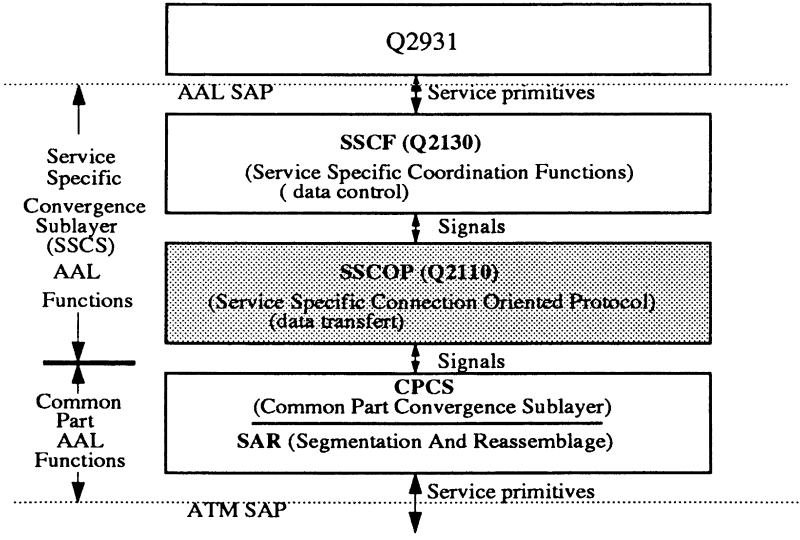 Q2931
AAL SAP
Service primitives
Service
Specific
Convergence
Sublayer
(SSCS)
AAL
Functions
SSCF (Q2130)
(Service Specific Coordination Functions)
( data control)
Signals
SSCOP (Q2110)
(Service Specific Connection Oriented Protocol)
(data transfert)
Signals
Common
Part
AAL
Functions
CPCS
(Common Part Convergence Sublayer)
SAR (Segmentation And Reassemblage)
Service primitives
ATM SAP